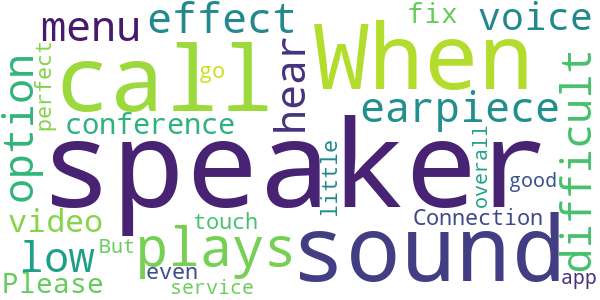 menu
effect
fix
voice
call
go
When
perfect
hear
option
conference
earpiece
difficult
speaker
little
overall
good
video
touch
Connection
low
But
plays
sound
Please
even
service
app